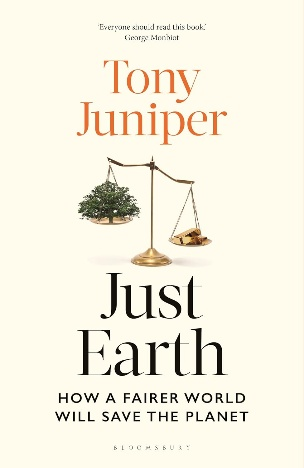 'Everyone should read this book.'
George Monbiot
Tony
Juniper
Just
Earth
HOW A FAIRER WORLD
WILL SAVE THE PLANET
BLOOMSBURY